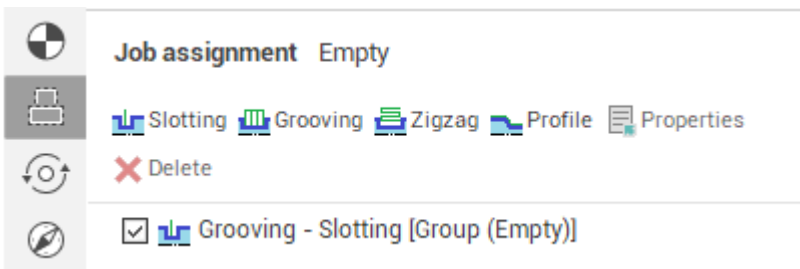 Job assignment Empty
Slotting Grooving Zigzag Profile Properties
Delete
Grooving - Slotting [Group (Empty)]